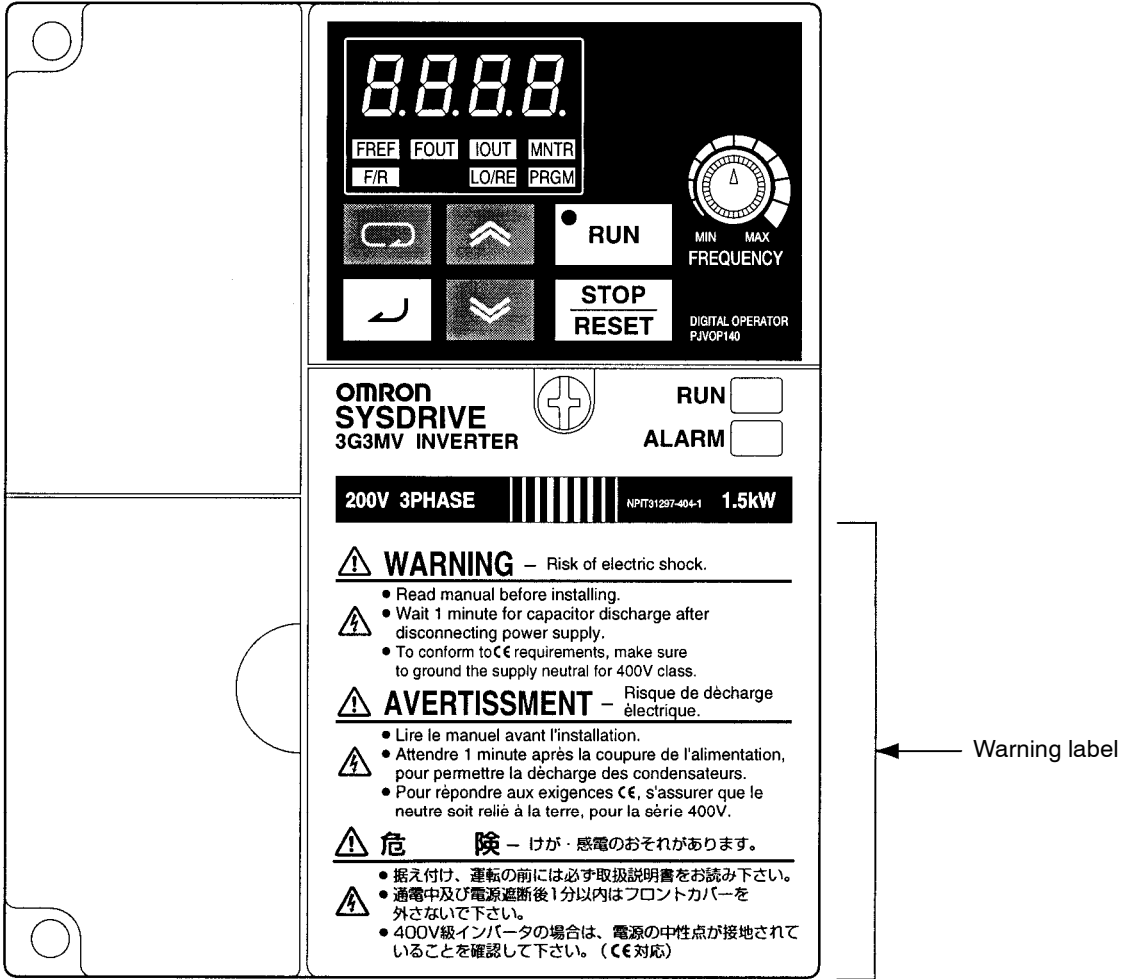 8.8.8.8.
FREF FOUT IOUT MNTR
F/R LO/RE PRGM
RUN
MIN MAX
FREQUENCY
STOP
RESET
DIGITAL OPERATOR
PJVOP140
OMRON
SYSDRIVE
3G3MV INVERTER
RUN
ALARM
200V 3PHASE NPIT31297-404-1 1.5kW
WARNING – Risk of electric shock.
● Read manual before installing.
● Wait 1 minute for capacitor discharge after
disconnecting power supply.
● To conform to CE requirements, make sure
to ground the supply neutral for 400V class.
AVERTISSMENT – Risque de dècharge
èlectrique.
● Lire le manuel avant l'installation.
● Attendre 1 minute après la coupure de l'alimentation,
pour permettre la dècharge des condensateurs.
● Pour rèpondre aux exigences CE, s'assurer que le
neutre soit reliè à la terre, pour la sèrie 400V.
危 険 – けが・感電のおそれがあります。
● 据え付け、運転の前には必ず取扱説明書をお読み下さい。
● 通電中及び電源遮断後1分以内はフロントカバーを
外さないで下さい。
● 400V級インバータの場合は、電源の中性点が接地されて
いることを確認して下さい。（CE対応）
Warning label